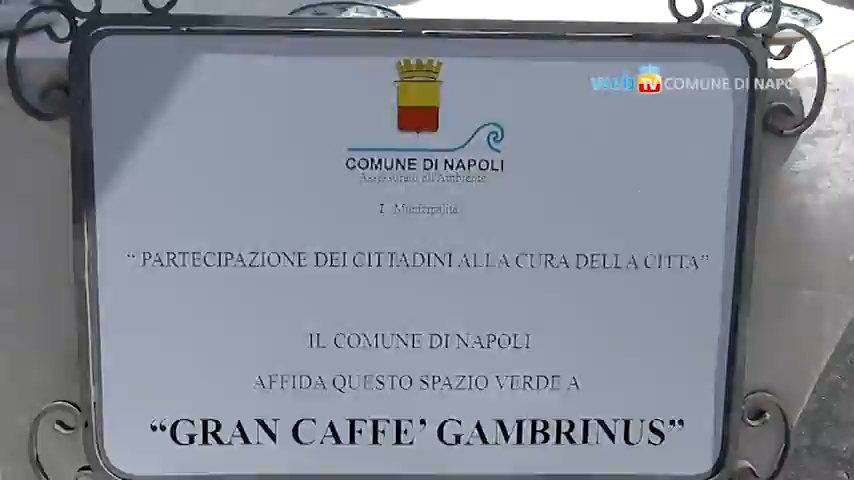 web TV COMUNE DI NAPO
COMUNE DI NAPOLI
Assessorato all'Ambiente
I Municipalità
“PARTECIPAZIONE DEI CITTADINI ALLA CURA DELLA CITTA”
IL COMUNE DI NAPOLI
AFFIDA QUESTO SPAZIO VERDE A
“GRAN CAFFE’ GAMBRINUS”